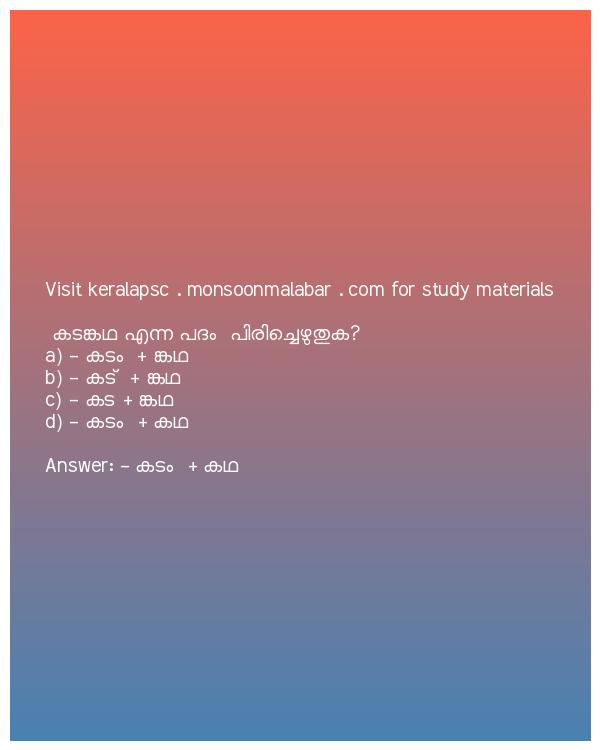 Visit keralapsc . monsoonmalabar . com for study materials
കടങ്കഥ എന്ന പദം പിരിച്ചെഴുതുക?
a) - കടം + ങ്കഥ
b) - കട് + ങ്കഥ
c) - കട + ങ്കഥ
d) - കടം + കഥ
Answer: - കടം + കഥ